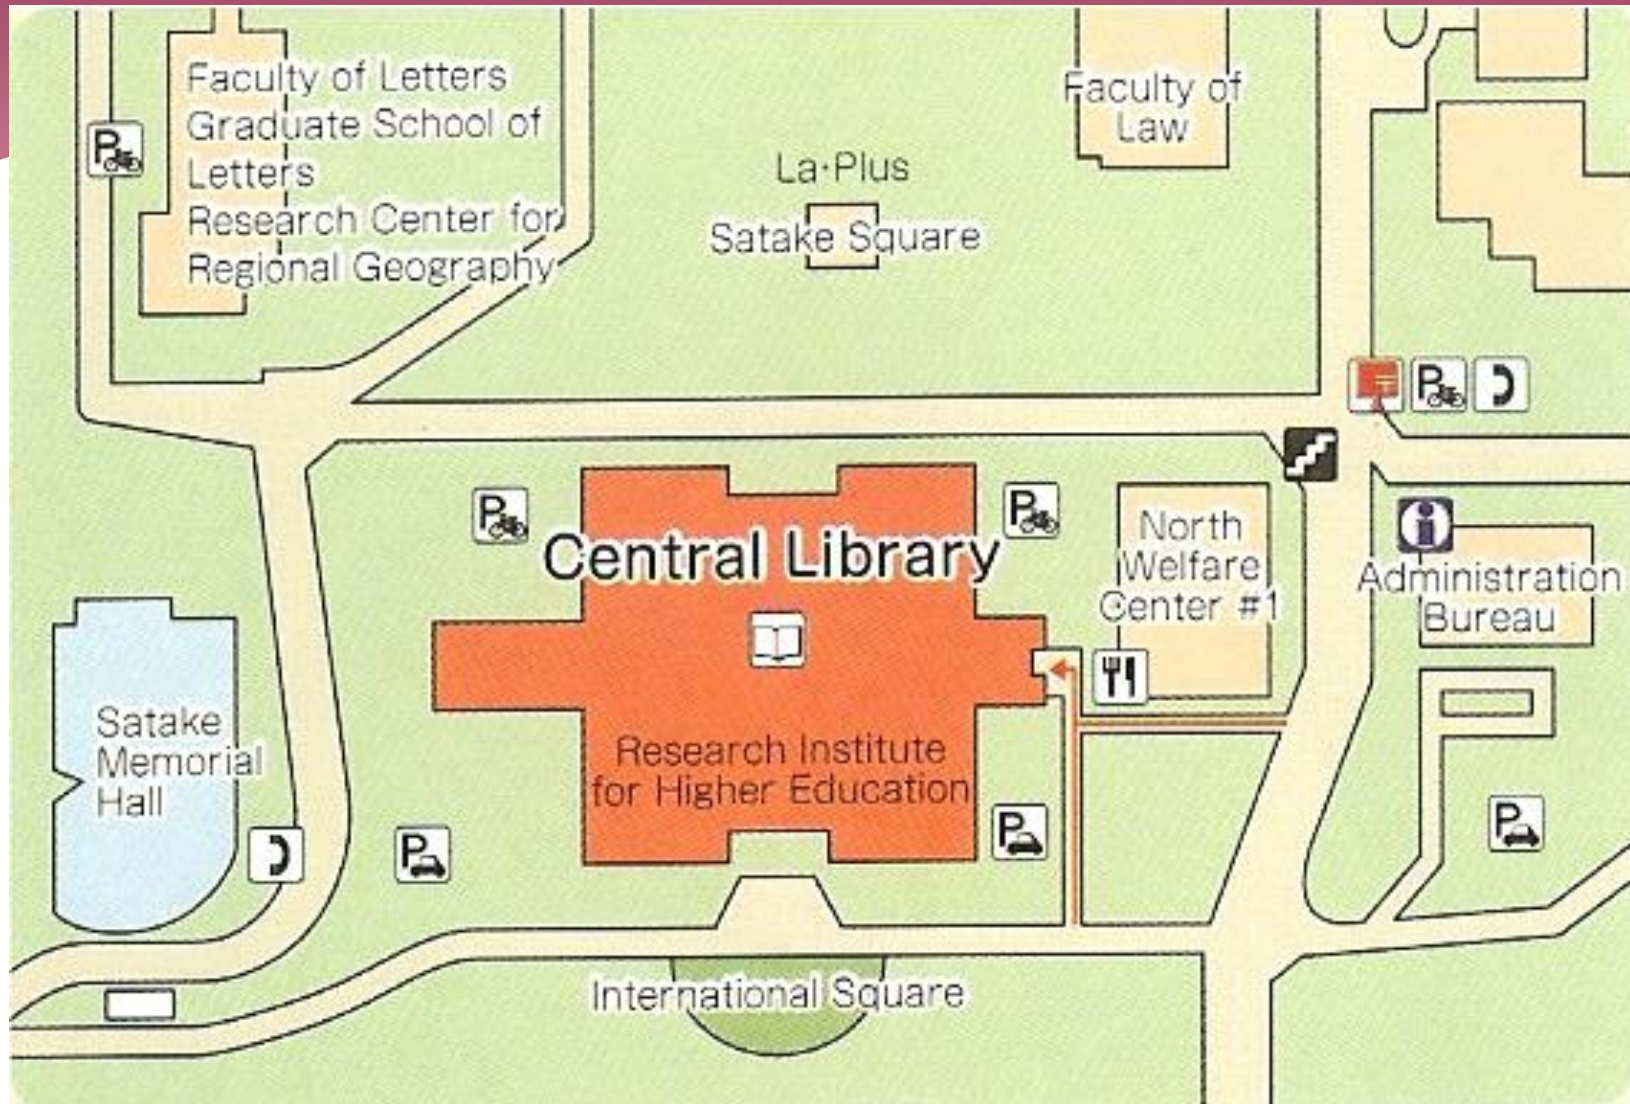 Faculty of Letters
Graduate School of
Letters
Research Center for
Regional Geography
P
La·Plus
Satake Square
Faculty of
Law
P
P
P
Central Library
North
Welfare
Center #1
i
Administration
Bureau
Satake
Memorial
Hall
Research Institute
for Higher Education
P
P
P
International Square